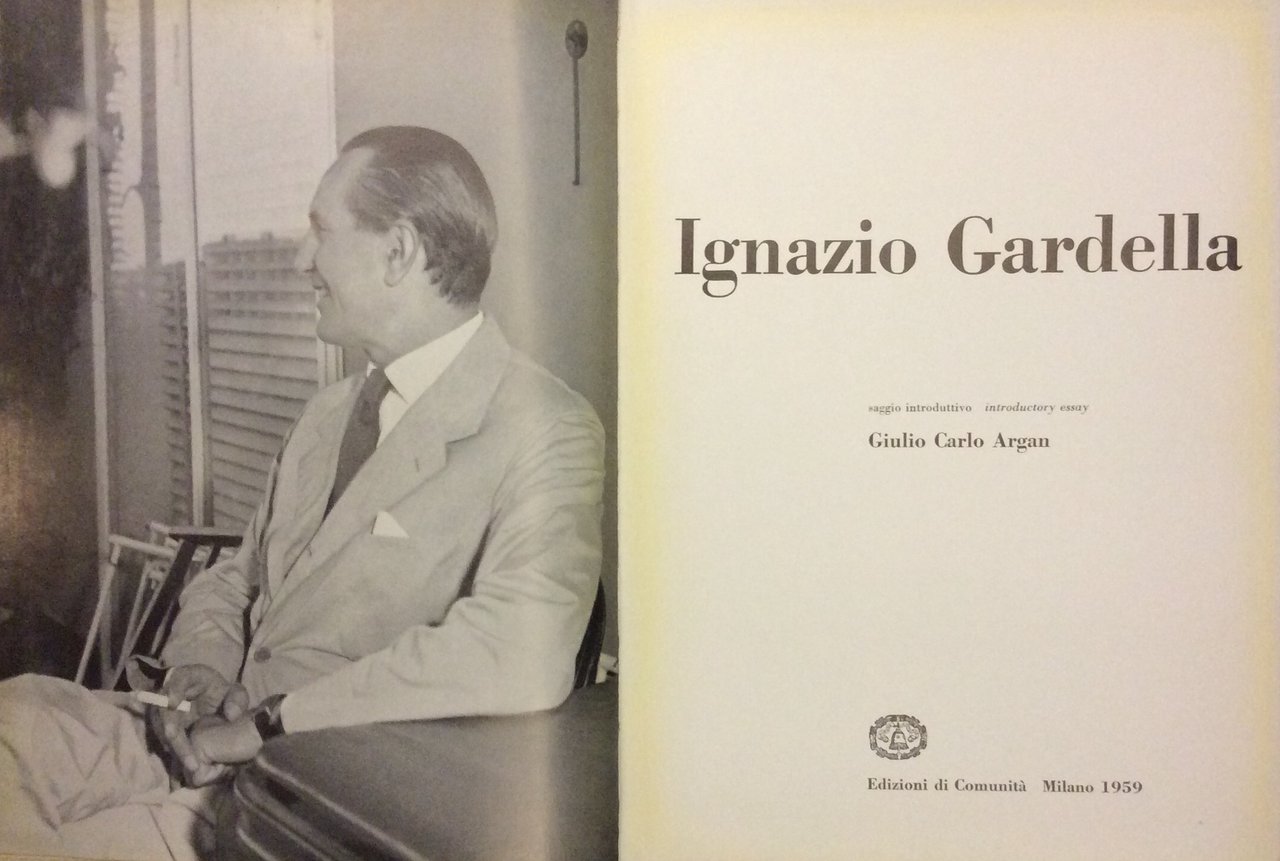 Ignazio Gardella
saggio introduttivo introductory essay
Giulio Carlo Argan
Edizioni di Comunità Milano 1959